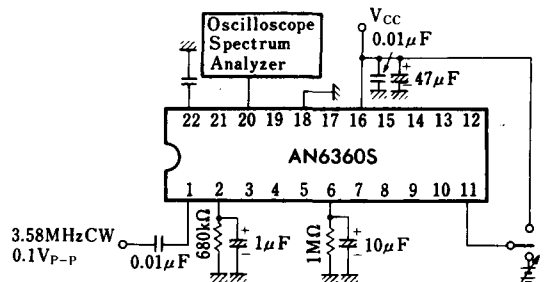 Oscilloscope
Spectrum
Analyzer
VCC
0.01μF
+
47μF
−
22 21 20 19 18 17 16 15 14 13 12
AN6360S
1 2 3 4 5 6 7 8 9 10 11
3.58MHzCW
0.1VP-P
0.01μF
680kΩ
+
1μF
−
1MΩ
+
10μF
−